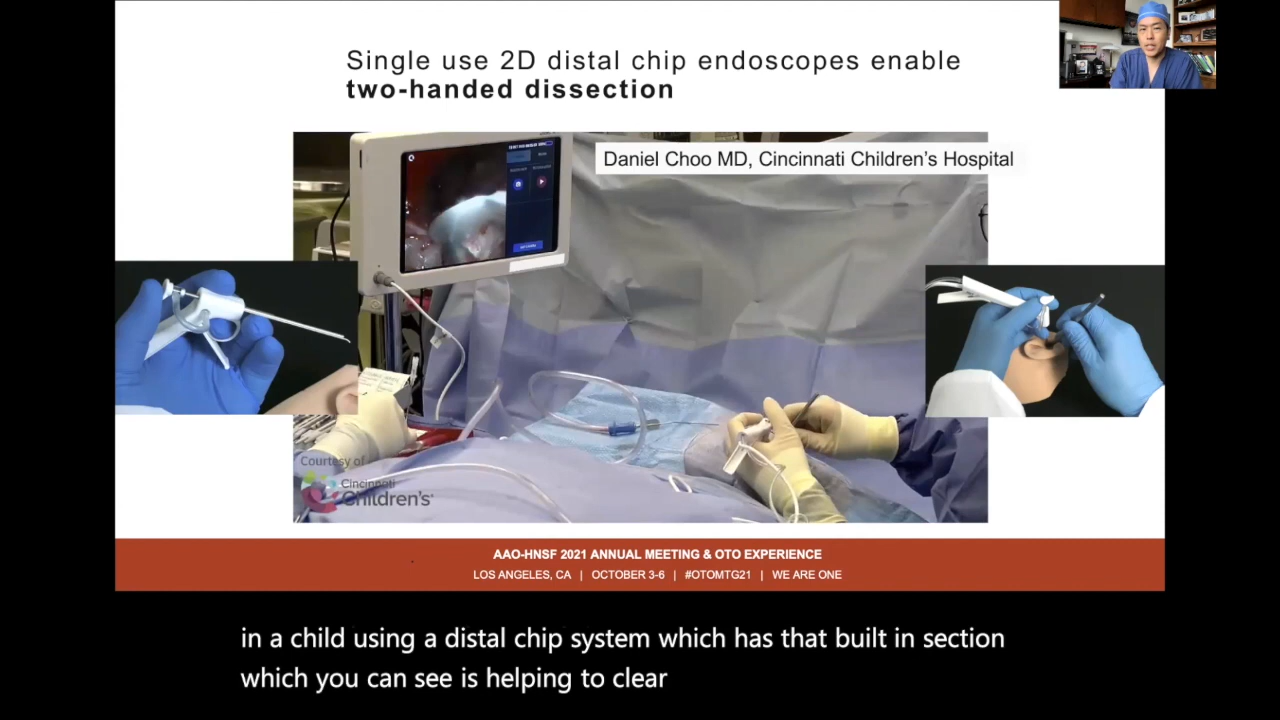 Single use 2D distal chip endoscopes enable
two-handed dissection
Daniel Choo MD, Cincinnati Children's Hospital
Courtesy of
Cincinnati
Children's
AAO-HNSF 2021 ANNUAL MEETING & OTO EXPERIENCE
LOS ANGELES, CA | OCTOBER 3-6 | #OTOMTG21 | WE ARE ONE
in a child using a distal chip system which has that built in section
which you can see is helping to clear